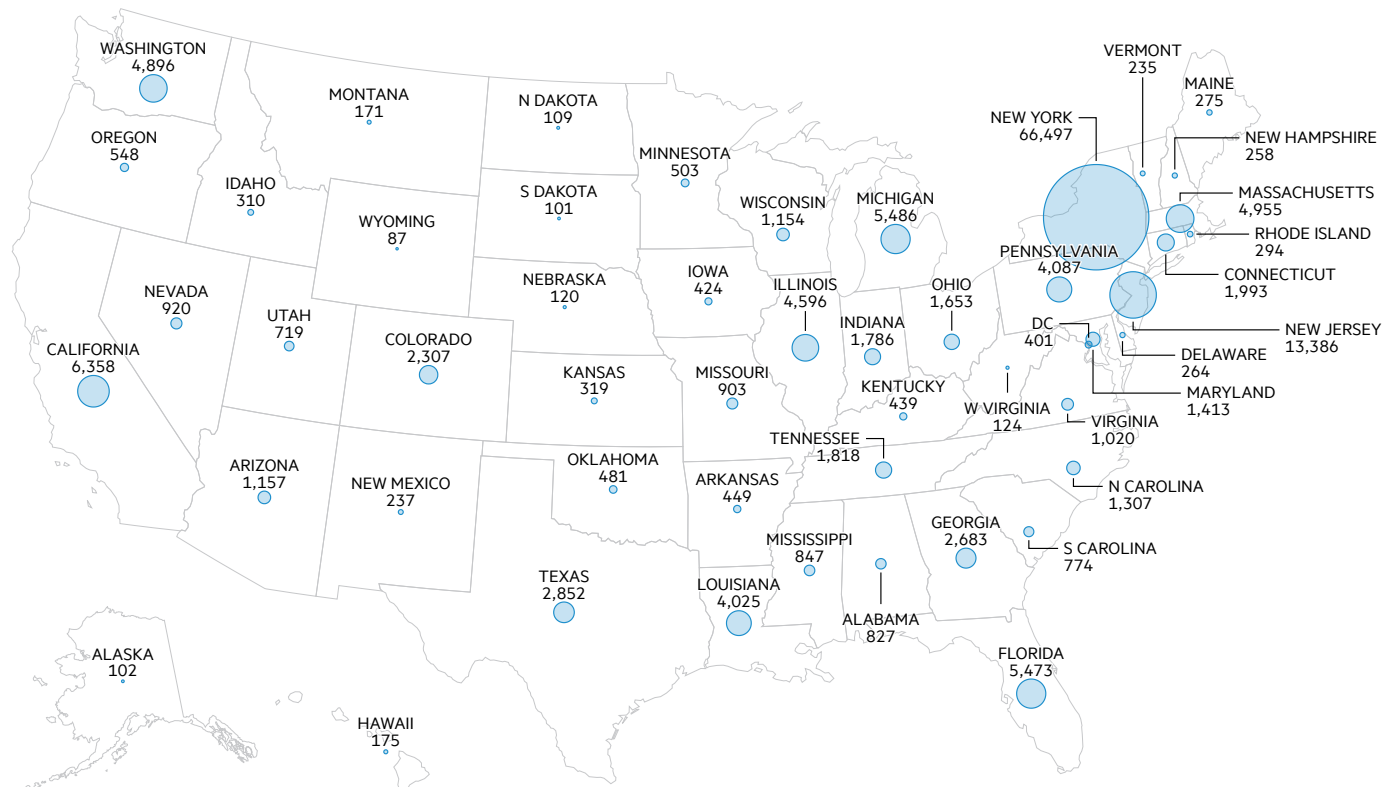 WASHINGTON
4,896
VERMONT
235
MAINE
275
MONTANA
171
N DAKOTA
109
NEW YORK
66,497
OREGON
548
NEW HAMPSHIRE
258
MINNESOTA
503
IDAHO
310
S DAKOTA
101
WISCONSIN
1,154
MICHIGAN
5,486
MASSACHUSETTS
4,955
WYOMING
87
RHODE ISLAND
294
PENNSYLVANIA
4,087
CONNECTICUT
1,993
NEVADA
920
NEBRASKA
120
IOWA
424
ILLINOIS
4,596
OHIO
1,653
UTAH
719
INDIANA
1,786
DC
401
NEW JERSEY
13,386
CALIFORNIA
6,358
COLORADO
2,307
DELAWARE
264
KANSAS
319
MISSOURI
903
KENTUCKY
439
MARYLAND
1,413
W VIRGINIA
124
VIRGINIA
1,020
TENNESSEE
1,818
ARIZONA
1,157
OKLAHOMA
481
NEW MEXICO
237
ARKANSAS
449
N CAROLINA
1,307
GEORGIA
2,683
MISSISSIPPI
847
S CAROLINA
774
TEXAS
2,852
LOUISIANA
4,025
ALABAMA
827
ALASKA
102
FLORIDA
5,473
HAWAII
175